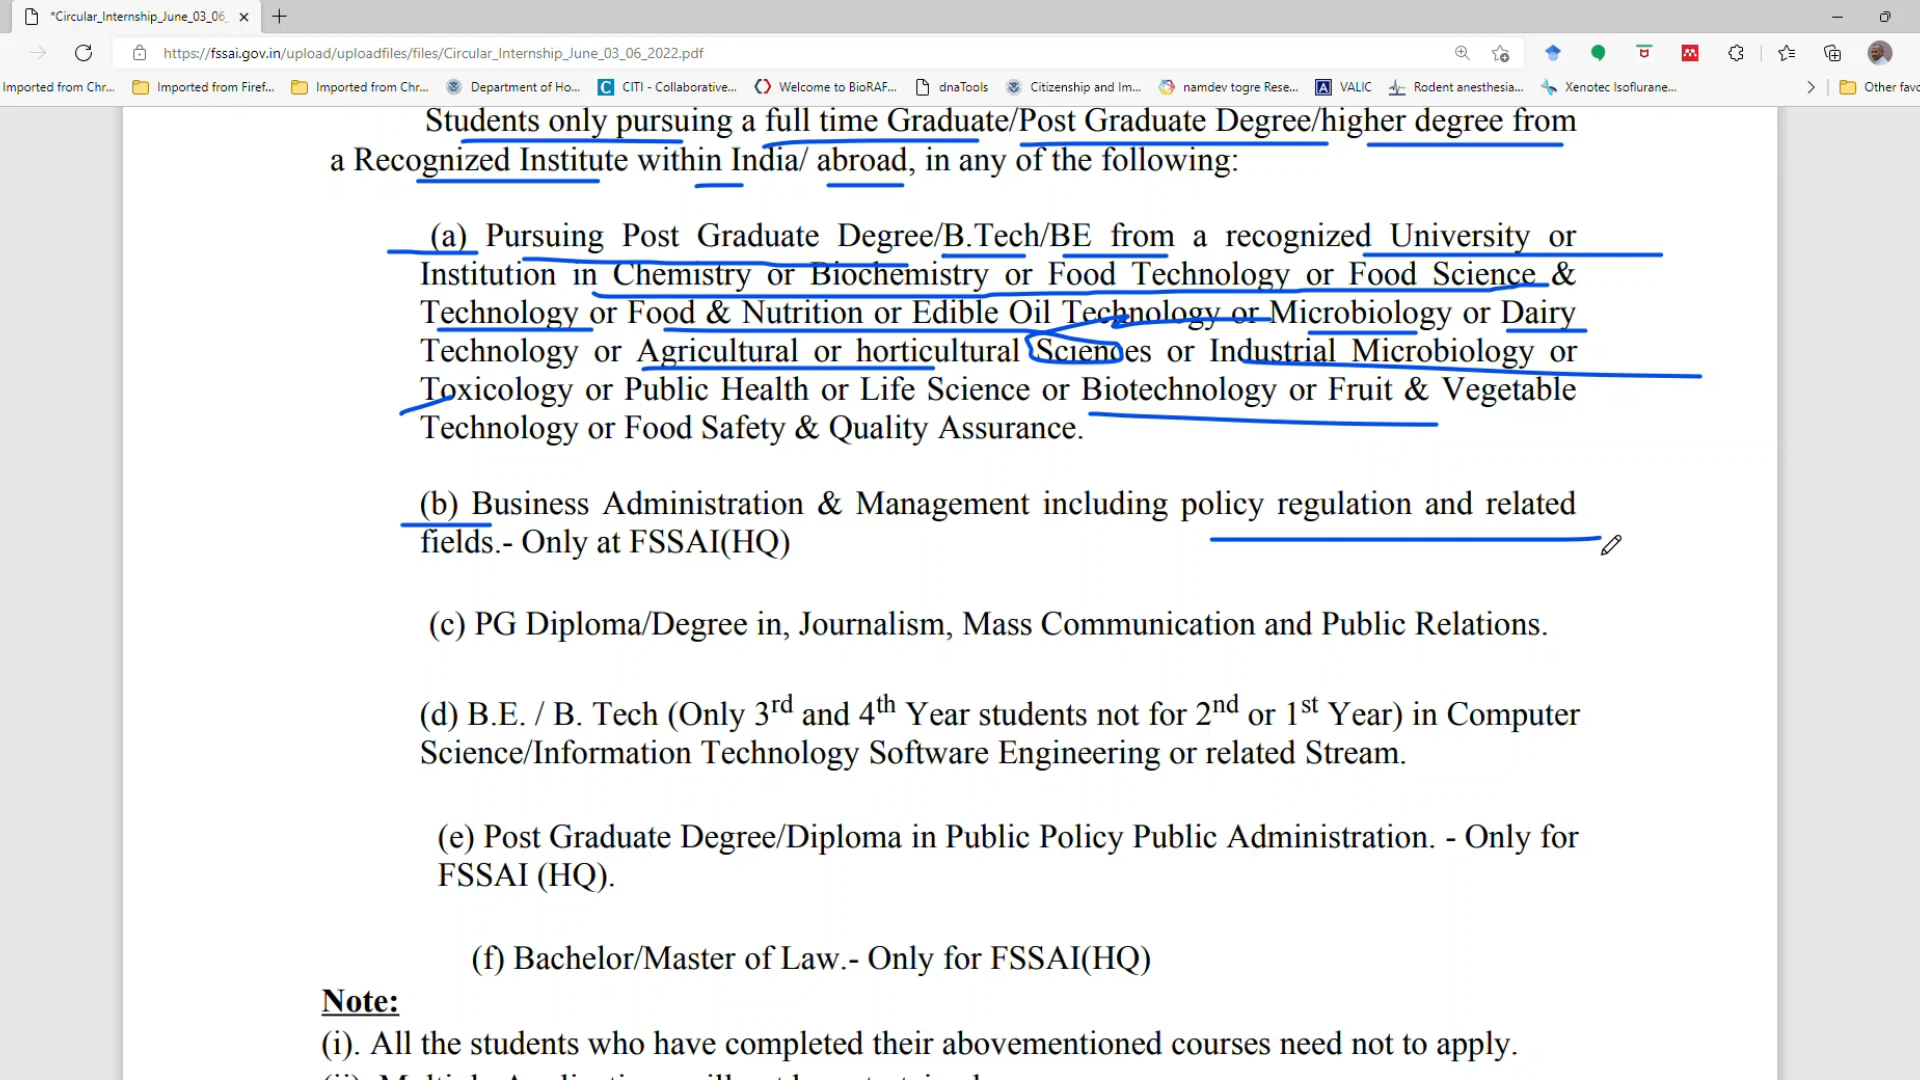 *Circular_Internship_June_03_06_
https://fssai.gov.in/upload/uploadfiles/files/Circular_Internship_June_03_06_2022.pdf
Imported from Chr... Imported from Firef... Imported from Chr... Department of Ho... CITI - Collaborative... Welcome to BioRAF... dnaTools Citizenship and Im... namdev togre Rese... VALIC Rodent anesthesia... Xenotec Isoflurane... Other favo
Students only pursuing a full time Graduate/Post Graduate Degree/higher degree from
a Recognized Institute within India/ abroad, in any of the following:
(a) Pursuing Post Graduate Degree/B.Tech/BE from a recognized University or
Institution in Chemistry or Biochemistry or Food Technology or Food Science &
Technology or Food & Nutrition or Edible Oil Technology or Microbiology or Dairy
Technology or Agricultural or horticultural Sciences or Industrial Microbiology or
Toxicology or Public Health or Life Science or Biotechnology or Fruit & Vegetable
Technology or Food Safety & Quality Assurance.
(b) Business Administration & Management including policy regulation and related
fields.- Only at FSSAI(HQ)
(c) PG Diploma/Degree in, Journalism, Mass Communication and Public Relations.
(d) B.E. / B. Tech (Only 3rd and 4th Year students not for 2nd or 1st Year) in Computer
Science/Information Technology Software Engineering or related Stream.
(e) Post Graduate Degree/Diploma in Public Policy Public Administration. - Only for
FSSAI (HQ).
(f) Bachelor/Master of Law.- Only for FSSAI(HQ)
Note:
(i). All the students who have completed their abovementioned courses need not to apply.